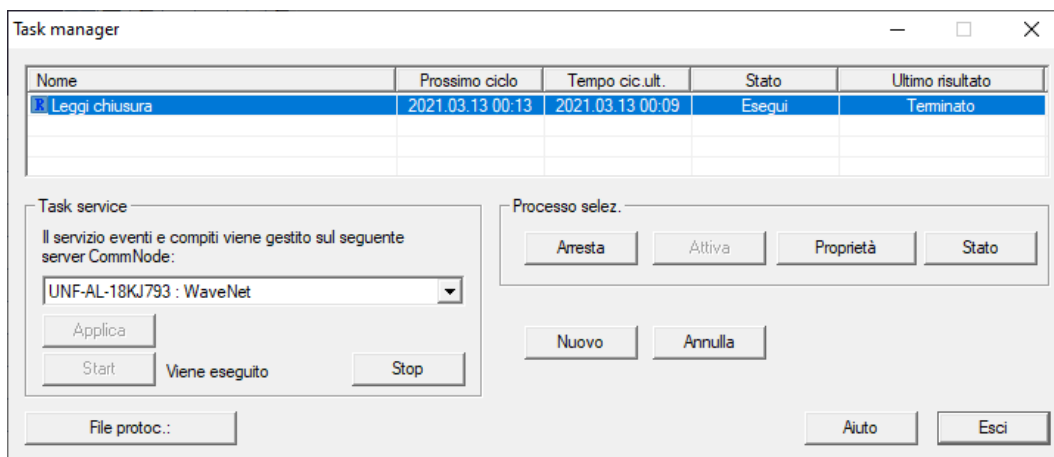 Task manager
Nome Prossimo ciclo Tempo cic.ult. Stato Ultimo risultato
R Leggi chiusura 2021.03.13 00:13 2021.03.13 00:09 Esegui Terminato
Task service
Il servizio eventi e compiti viene gestito sul seguente
server CommNode:
UNF-AL-18KJ793 : WaveNet
Applica
Start Viene eseguito Stop
Processo selez.
Arresta Attiva Proprietà Stato
Nuovo Annulla
File protoc.: Aiuto Esci